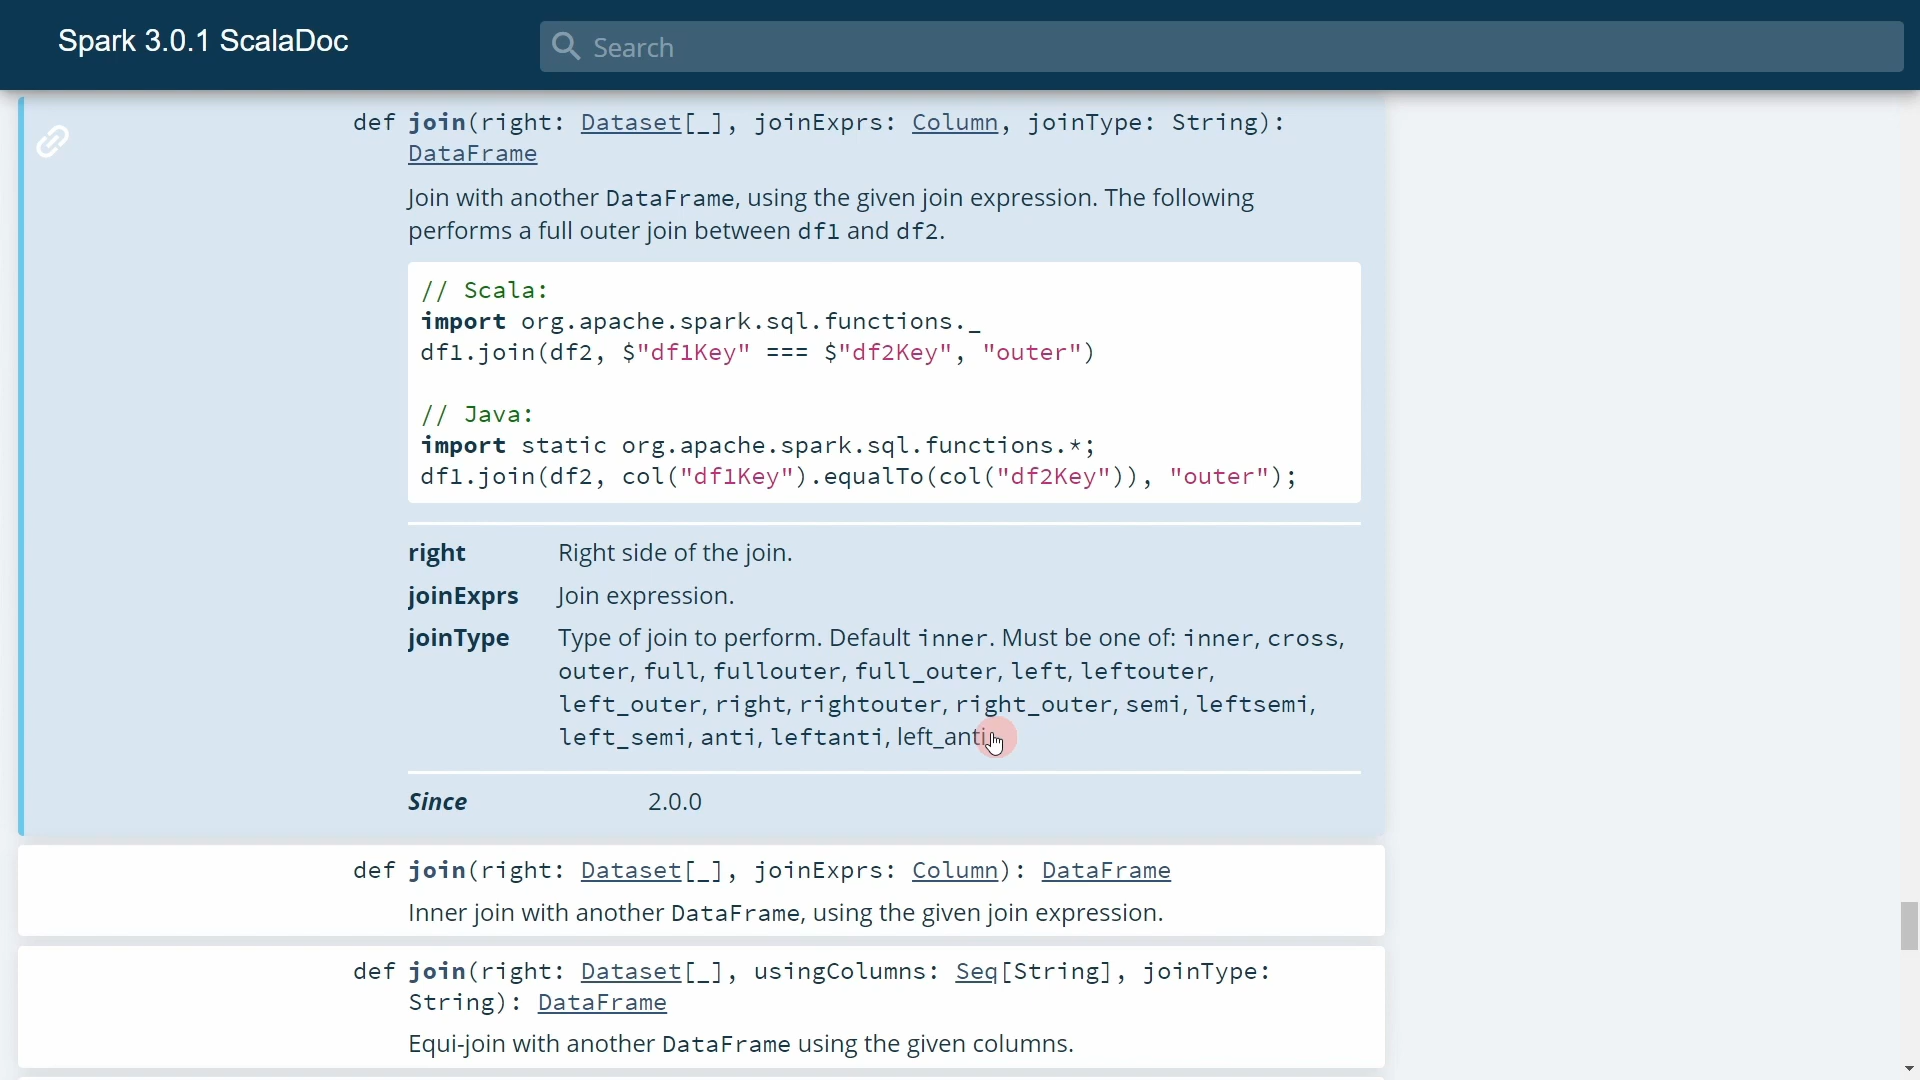 Spark 3.0.1 ScalaDoc
Search
def join(right: Dataset[_], joinExprs: Column, joinType: String):
DataFrame
Join with another DataFrame, using the given join expression. The following
performs a full outer join between df1 and df2.
// Scala:
import org.apache.spark.sql.functions._
df1.join(df2, $"df1Key" === $"df2Key", "outer")
// Java:
import static org.apache.spark.sql.functions.*;
df1.join(df2, col("df1Key").equalTo(col("df2Key")), "outer");
right Right side of the join.
joinExprs Join expression.
joinType Type of join to perform. Default inner. Must be one of: inner, cross,
outer, full, fullouter, full_outer, left, leftouter,
left_outer, right, rightouter, right_outer, semi, leftsemi,
left_semi, anti, leftanti, left_anti
Since 2.0.0
def join(right: Dataset[_], joinExprs: Column): DataFrame
Inner join with another DataFrame, using the given join expression.
def join(right: Dataset[_], usingColumns: Seq[String], joinType:
String): DataFrame
Equi-join with another DataFrame using the given columns.